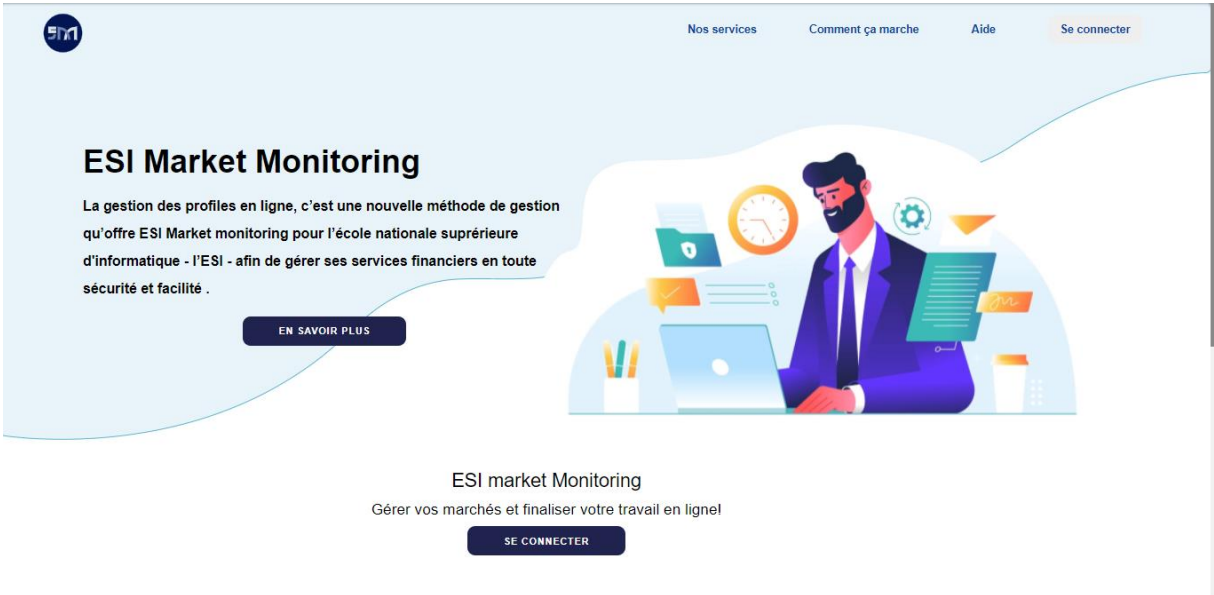 SM
Nos services Comment ça marche Aide Se connecter
ESI Market Monitoring
La gestion des profiles en ligne, c'est une nouvelle méthode de gestion
qu'offre ESI Market monitoring pour l'école nationale suprérieure
d'informatique - l'ESI - afin de gérer ses services financiers en toute
sécurité et facilité .
EN SAVOIR PLUS
ESI market Monitoring
Gérer vos marchés et finaliser votre travail en ligne!
SE CONNECTER